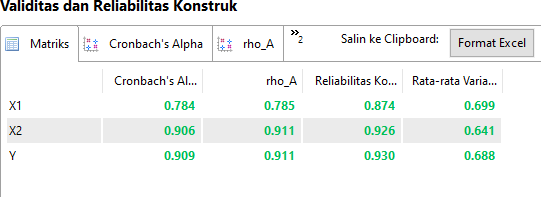 Validitas dan Reliabilitas Konstruk
Matriks Cronbach's Alpha rho_A »2 Salin ke Clipboard: Format Excel
Cronbach's Al... rho_A Reliabilitas Ko... Rata-rata Varia...
X1 0.784 0.785 0.874 0.699
X2 0.906 0.911 0.926 0.641
Y 0.909 0.911 0.930 0.688